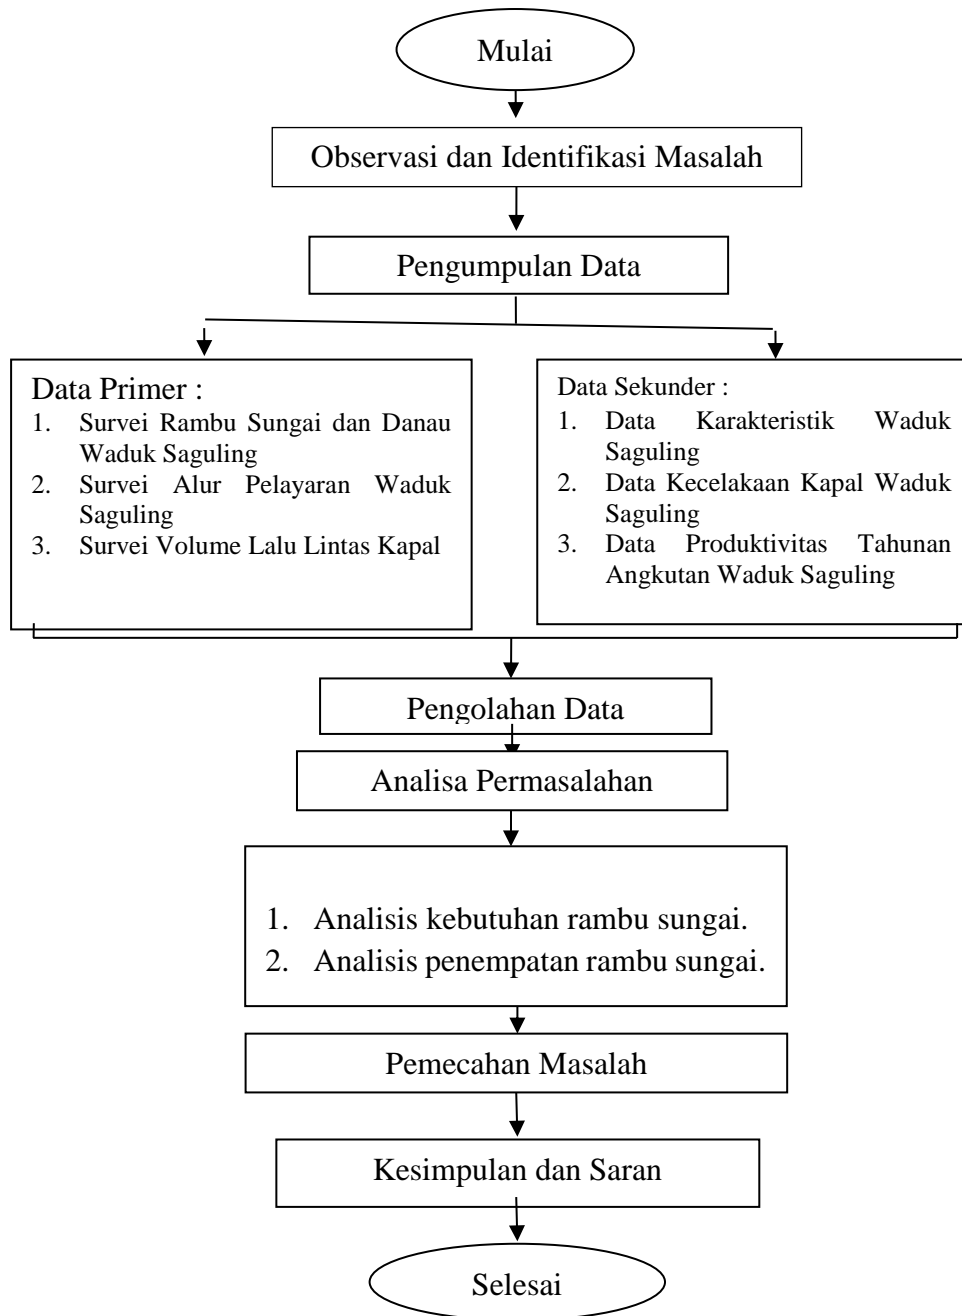 Mulai
Observasi dan Identifikasi Masalah
Pengumpulan Data
Data Primer :
1. Survei Rambu Sungai dan Danau
Waduk Saguling
2. Survei Alur Pelayaran Waduk
Saguling
3. Survei Volume Lalu Lintas Kapal
Data Sekunder :
1. Data Karakteristik Waduk
Saguling
2. Data Kecelakaan Kapal Waduk
Saguling
3. Data Produktivitas Tahunan
Angkutan Waduk Saguling
Pengolahan Data
Analisa Permasalahan
1. Analisis kebutuhan rambu sungai.
2. Analisis penempatan rambu sungai.
Pemecahan Masalah
Kesimpulan dan Saran
Selesai